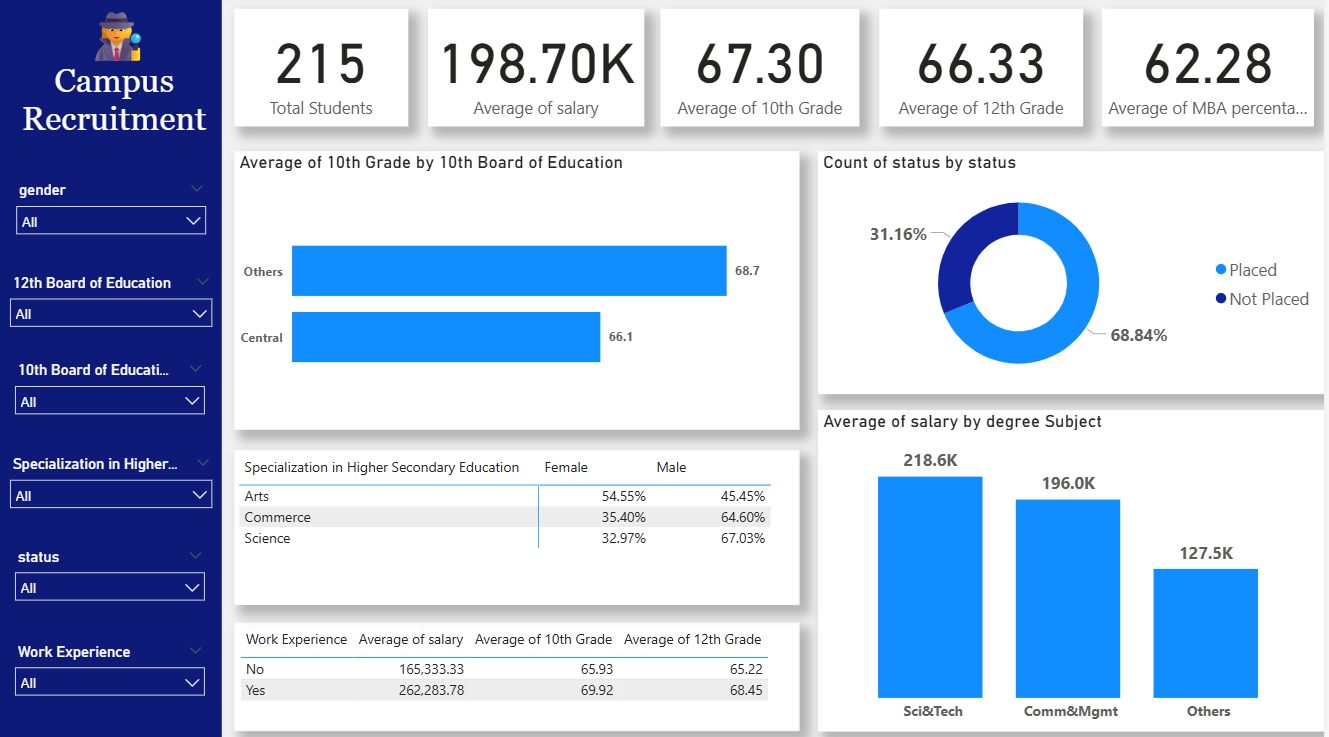 Campus
Recruitment
gender
All
12th Board of Education
All
10th Board of Educati...
All
Specialization in Higher...
All
status
All
Work Experience
All
215
Total Students
198.70K
Average of salary
67.30
Average of 10th Grade
66.33
Average of 12th Grade
62.28
Average of MBA percenta...
Average of 10th Grade by 10th Board of Education
Others 68.7
Central 66.1
Count of status by status
31.16%
68.84%
Placed
Not Placed
Specialization in Higher Secondary Education Female Male
Arts 54.55% 45.45%
Commerce 35.40% 64.60%
Science 32.97% 67.03%
Work Experience Average of salary Average of 10th Grade Average of 12th Grade
No 165,333.33 65.93 65.22
Yes 262,283.78 69.92 68.45
Average of salary by degree Subject
218.6K
196.0K
127.5K
Sci&Tech Comm&Mgmt Others